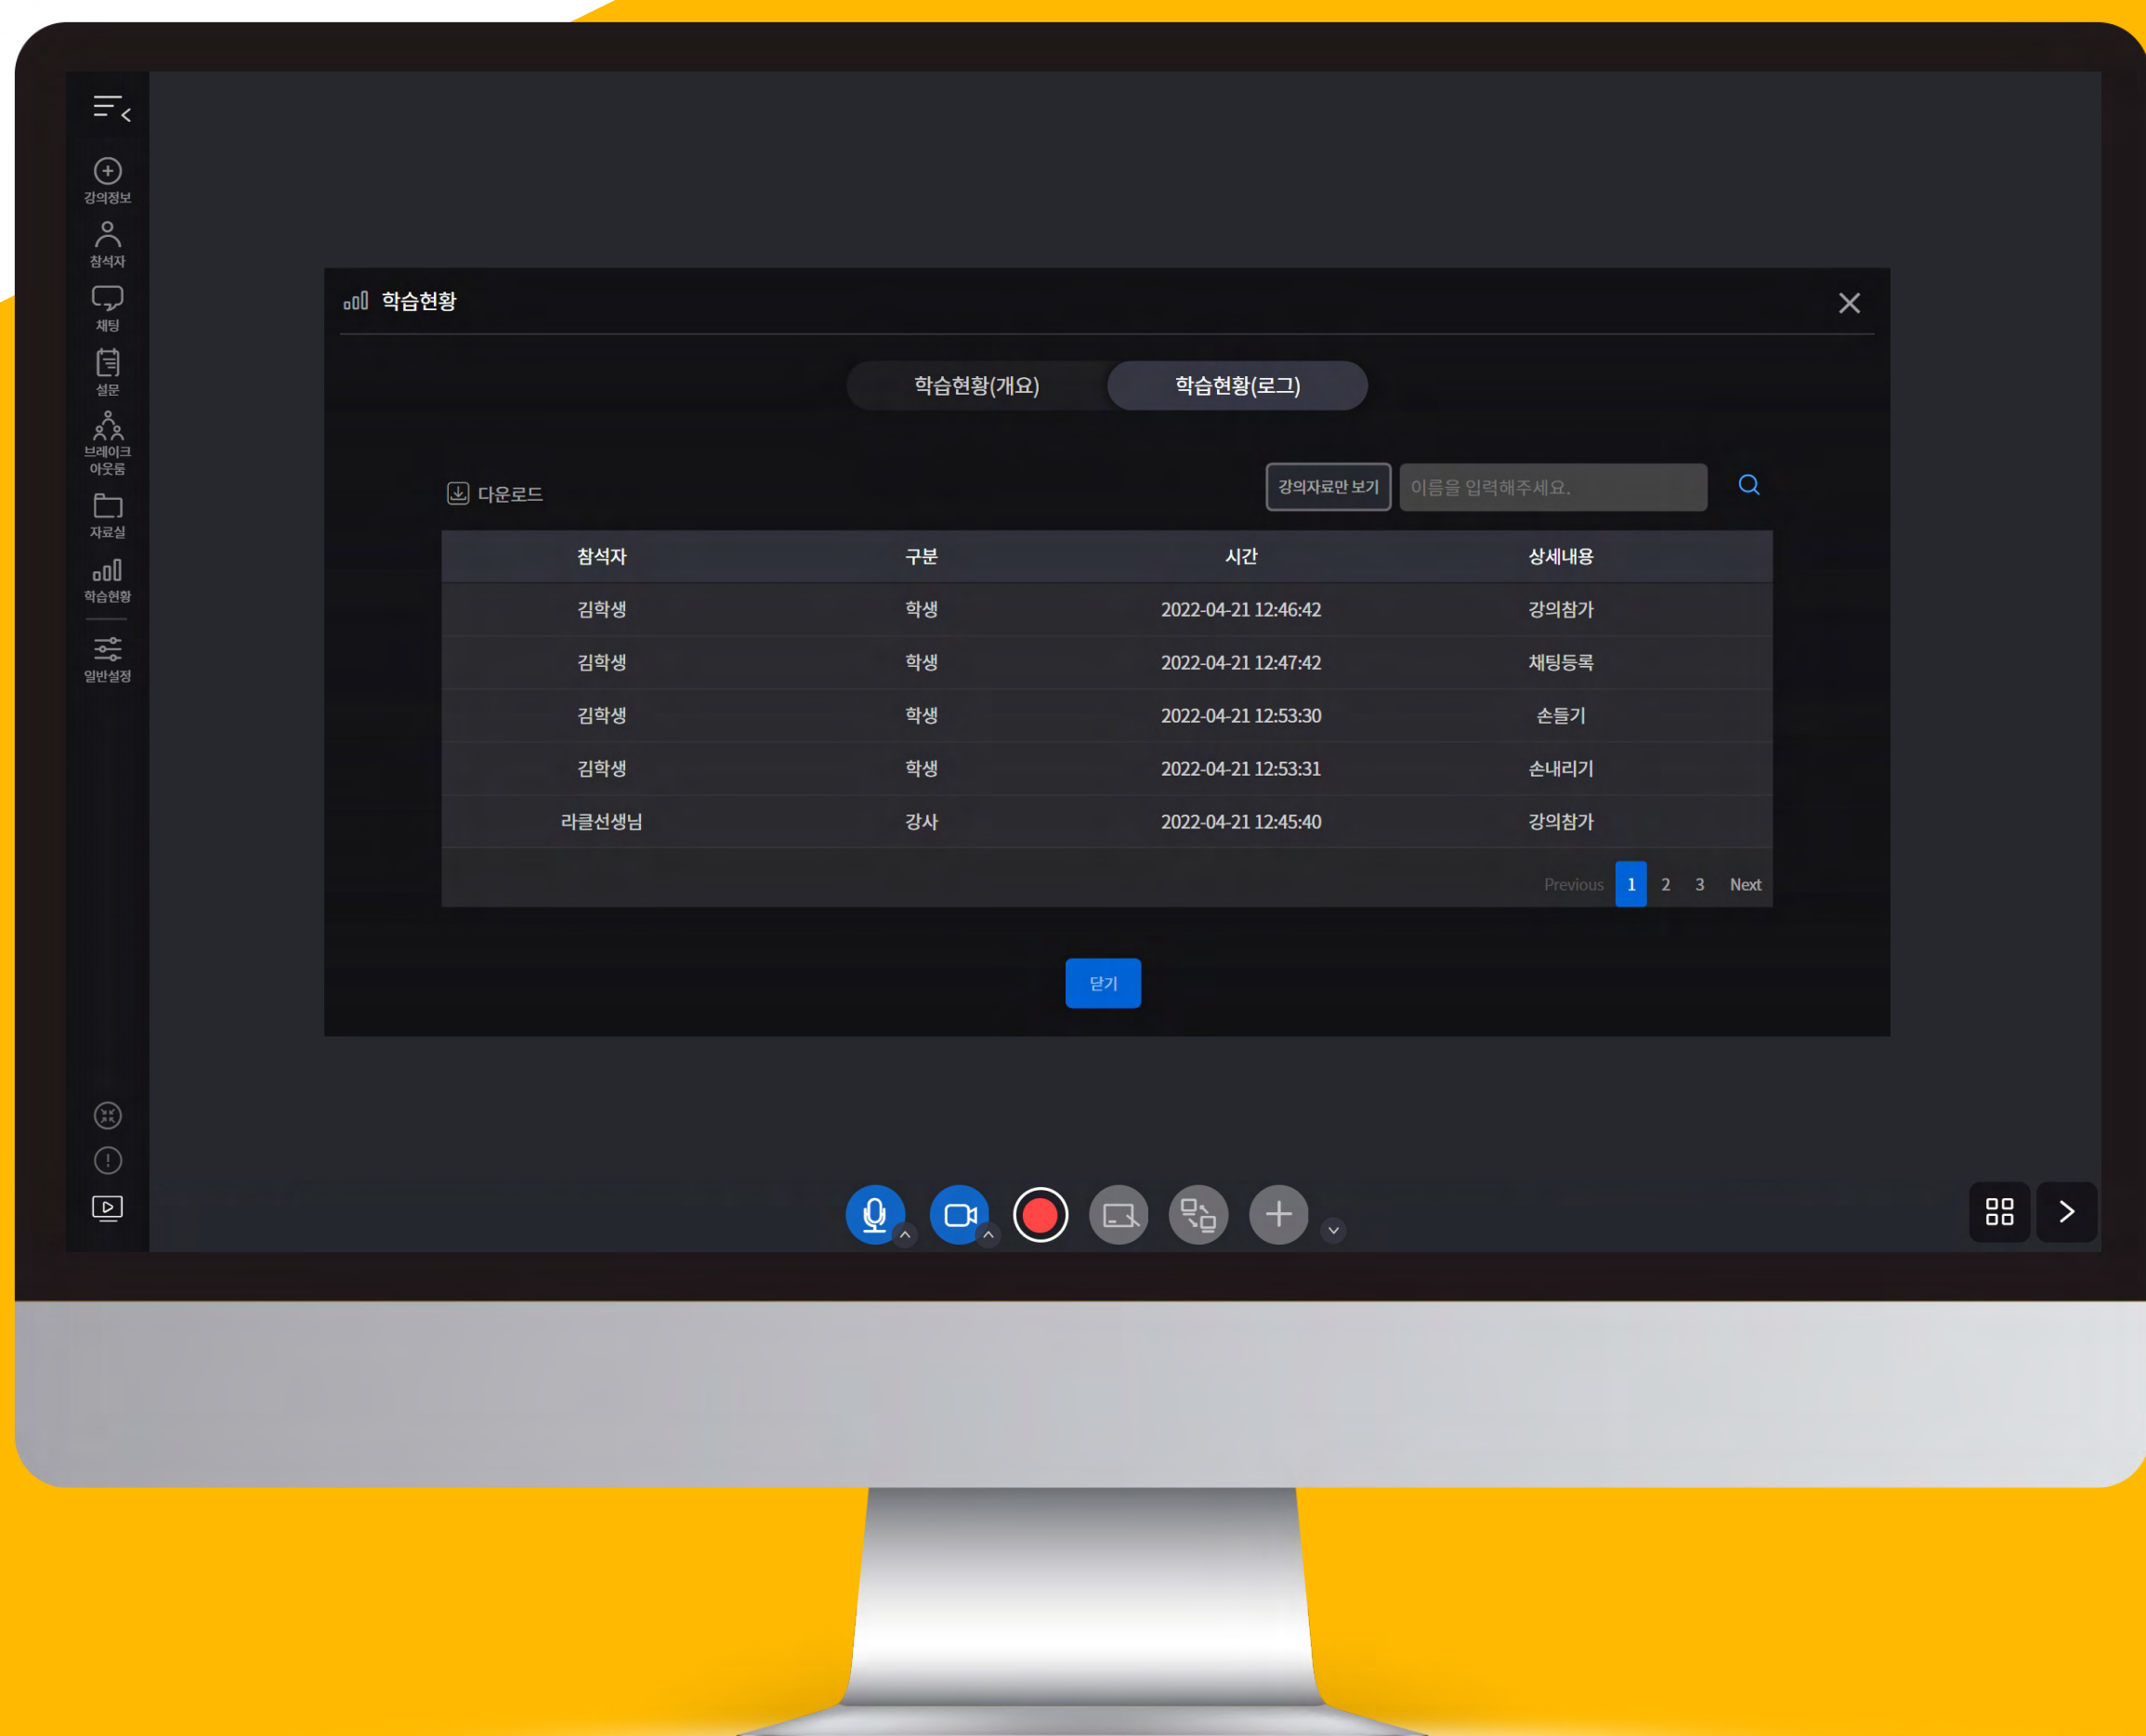 강의정보
참석자
채팅
설문
브레이크
아웃룸
자료실
학습현황
일반설정
학습현황
학습현황(개요) 학습현황(로그)
다운로드 강의자료만 보기 이름을 입력해주세요.
참석자 구분 시간 상세내용
김학생 학생 2022-04-21 12:46:42 강의참가
김학생 학생 2022-04-21 12:47:42 채팅등록
김학생 학생 2022-04-21 12:53:30 손들기
김학생 학생 2022-04-21 12:53:31 손내리기
라클선생님 강사 2022-04-21 12:45:40 강의참가
Previous 1 2 3 Next
닫기